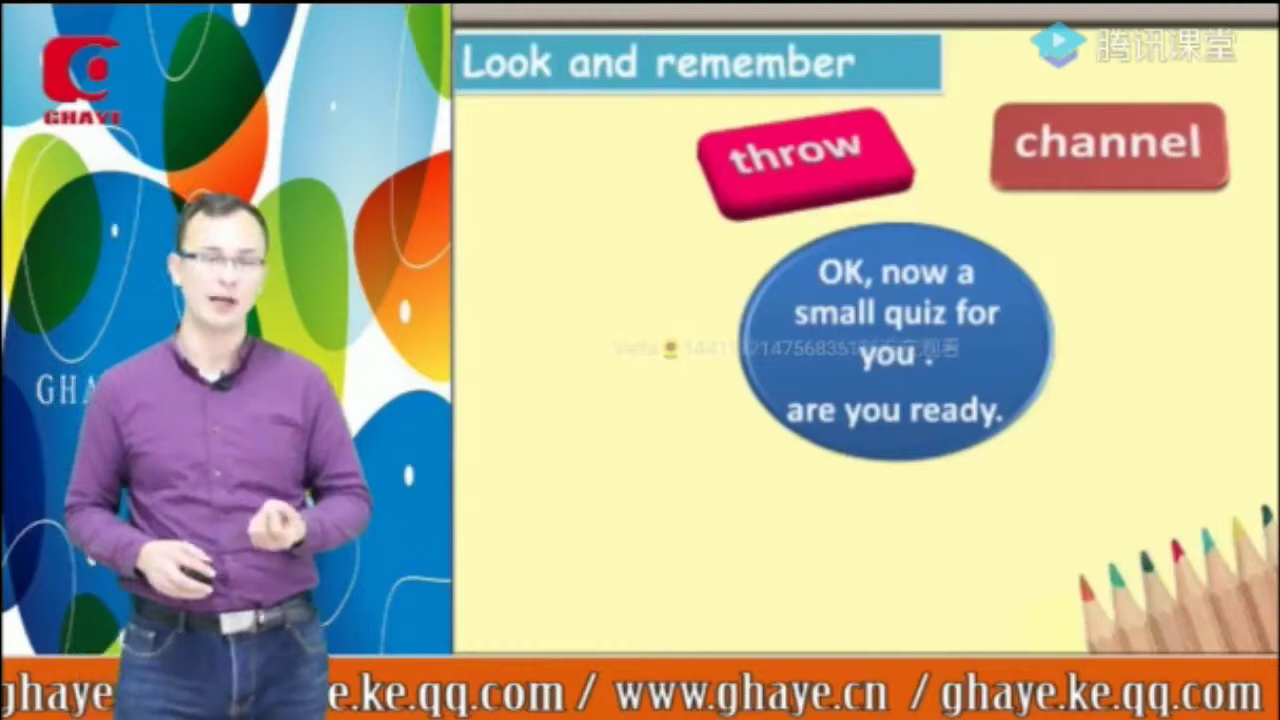 GHAYE
腾讯课堂
Look and remember
throw
channel
OK, now a
small quiz for
you .
are you ready.
GHA
ghaye
e.ke.qq.com / www.ghaye.cn / ghaye.ke.qq.com